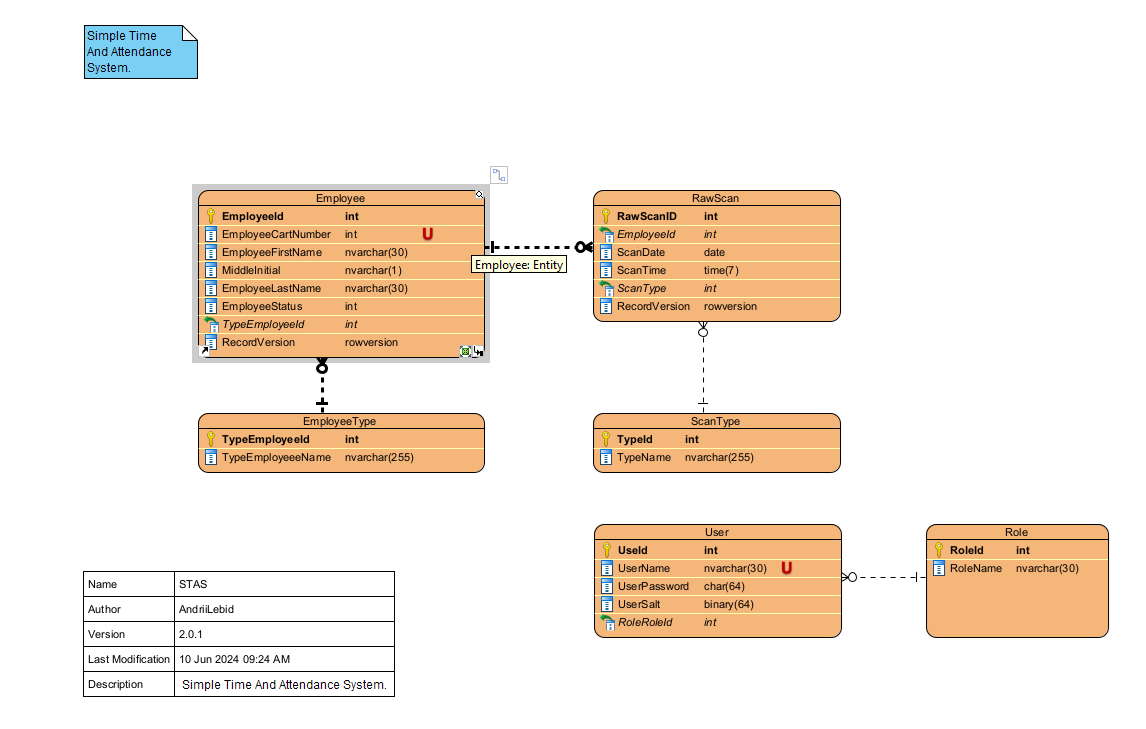 Simple Time
And Attendance
System.
Employee
EmployeeId int
EmployeeCartNumber int U
EmployeeFirstName nvarchar(30)
MiddleInitial nvarchar(1)
EmployeeLastName nvarchar(30)
EmployeeStatus int
TypeEmployeeId int
RecordVersion rowversion
Employee: Entity
RawScan
RawScanID int
EmployeeId int
ScanDate date
ScanTime time(7)
ScanType int
RecordVersion rowversion
EmployeeType
TypeEmployeeId int
TypeEmployeeeName nvarchar(255)
ScanType
TypeId int
TypeName nvarchar(255)
User
UseId int
UserName nvarchar(30) U
UserPassword char(64)
UserSalt binary(64)
RoleRoleId int
Role
RoleId int
RoleName nvarchar(30)
Name STAS
Author AndriiLebid
Version 2.0.1
Last Modification 10 Jun 2024 09:24 AM
Description Simple Time And Attendance System.